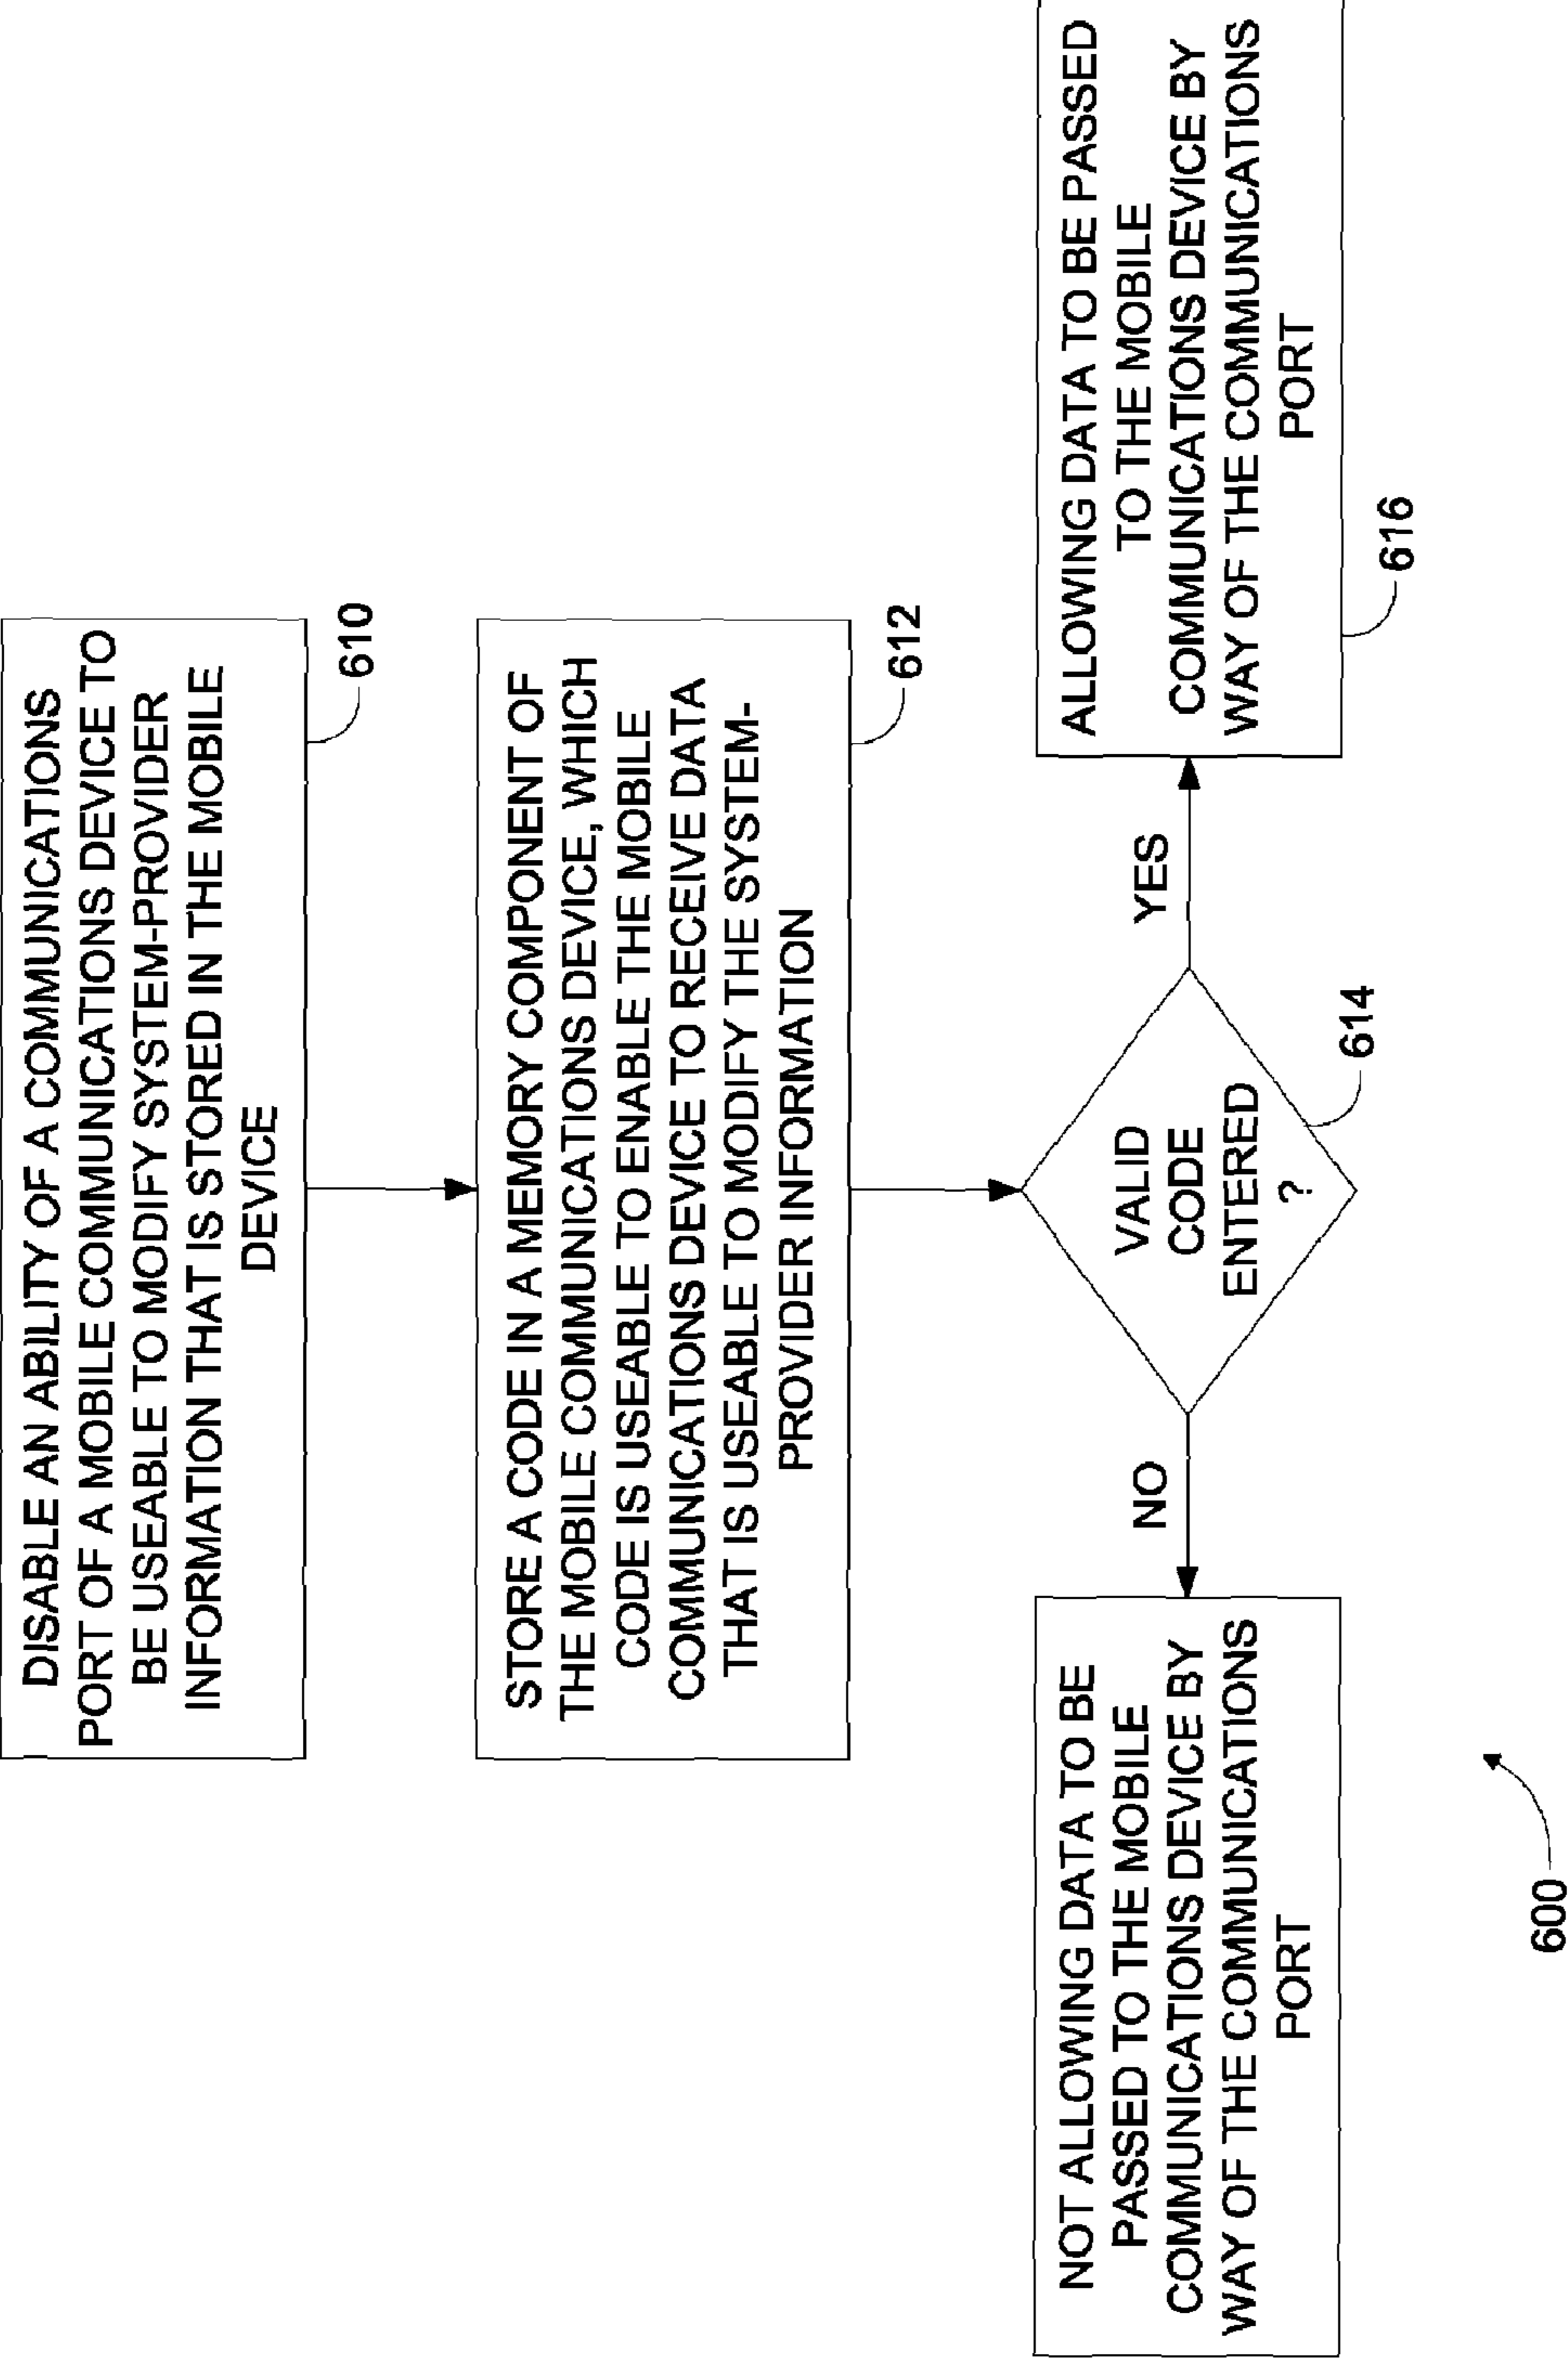 DISABLE AN ABILITY OF A COMMUNICATIONS
PORT OF A MOBILE COMMUNICATIONS DEVICE TO
BE USEABLE TO MODIFY SYSTEM-PROVIDER
INFORMATION THAT IS STORED IN THE MOBILE
DEVICE
610
STORE A CODE IN A MEMORY COMPONENT OF
THE MOBILE COMMUNICATIONS DEVICE, WHICH
CODE IS USEABLE TO ENABLE THE MOBILE
COMMUNICATIONS DEVICE TO RECEIVE DATA
THAT IS USEABLE TO MODIFY THE SYSTEM-
PROVIDER INFORMATION
612
VALID
CODE
ENTERED
?
614
NO
YES
NOT ALLOWING DATA TO BE
PASSED TO THE MOBILE
COMMUNICATIONS DEVICE BY
WAY OF THE COMMUNICATIONS
PORT
ALLOWING DATA TO BE PASSED
TO THE MOBILE
COMMUNICATIONS DEVICE BY
WAY OF THE COMMUNICATIONS
PORT
616
600